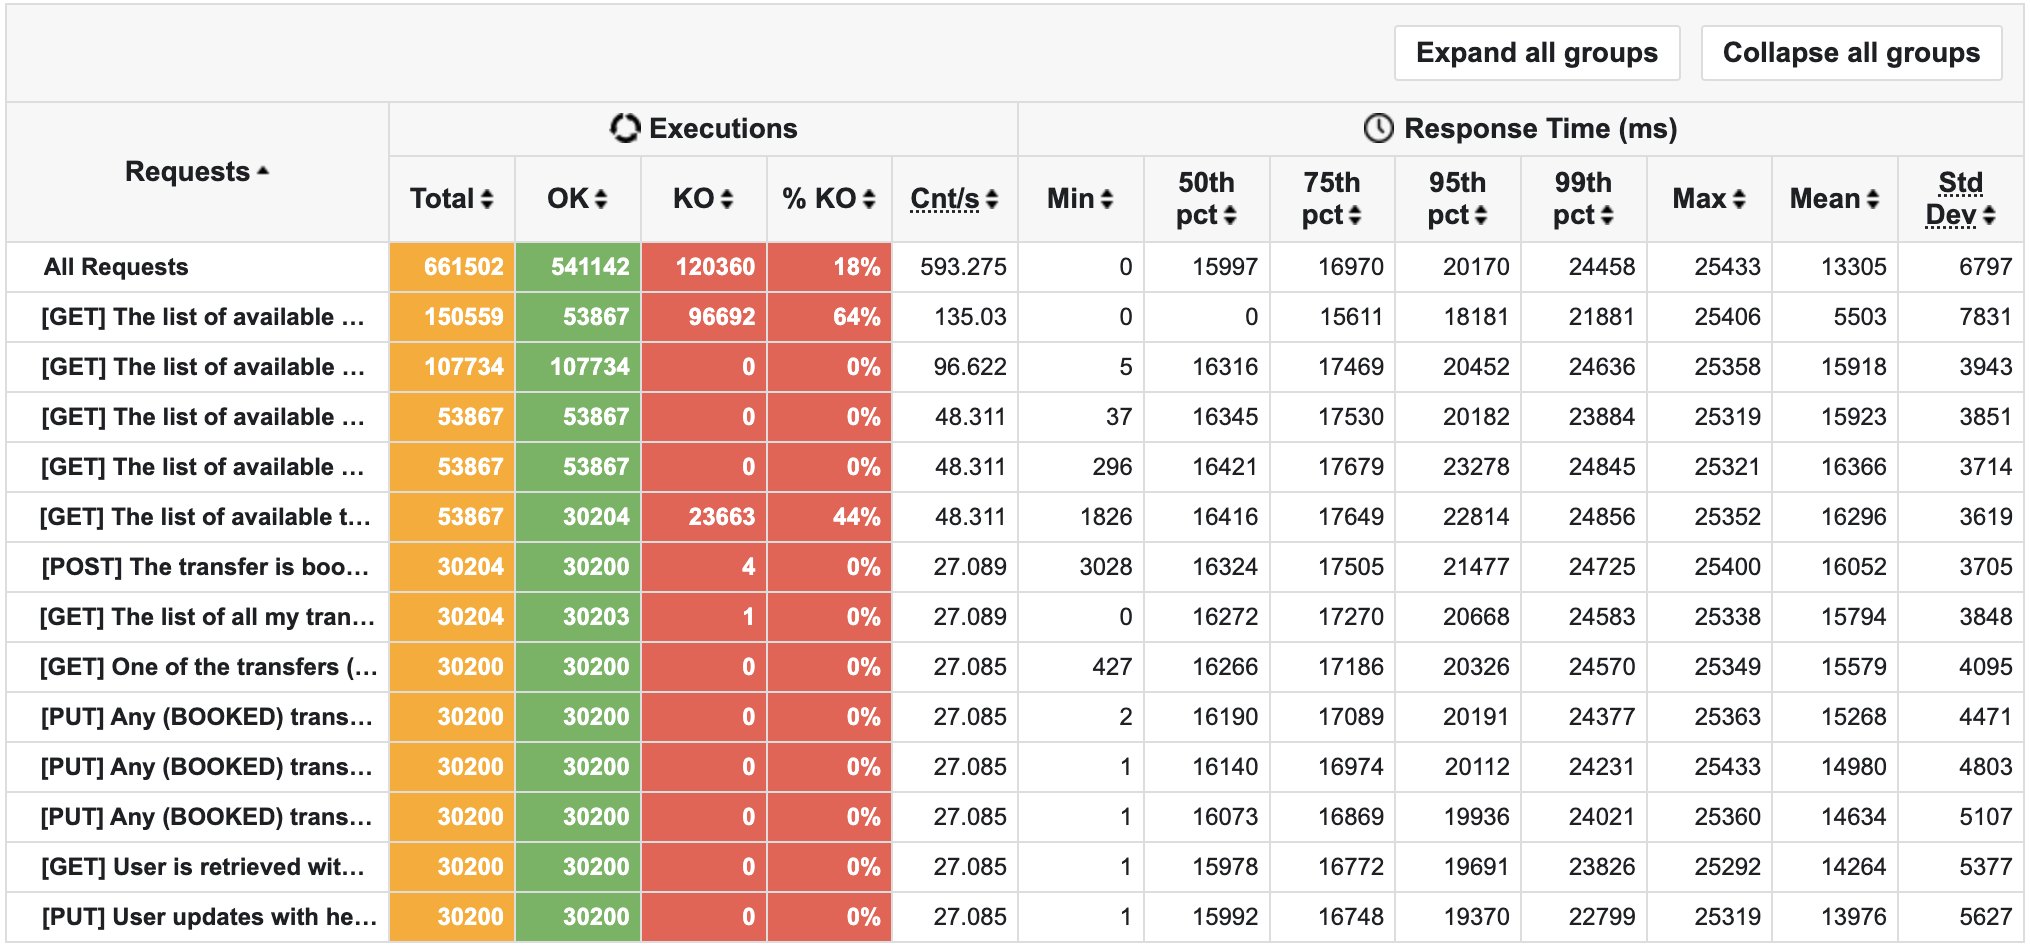 Expand all groups Collapse all groups
Requests Executions Response Time (ms)
Total OK KO % KO Cnt/s Min 50th pct 75th pct 95th pct 99th pct Max Mean Std Dev
All Requests 661502 541142 120360 18% 593.275 0 15997 16970 20170 24458 25433 13305 6797
[GET] The list of available … 150559 53867 96692 64% 135.03 0 0 15611 18181 21881 25406 5503 7831
[GET] The list of available … 107734 107734 0 0% 96.622 5 16316 17469 20452 24636 25358 15918 3943
[GET] The list of available … 53867 53867 0 0% 48.311 37 16345 17530 20182 23884 25319 15923 3851
[GET] The list of available … 53867 53867 0 0% 48.311 296 16421 17679 23278 24845 25321 16366 3714
[GET] The list of available t… 53867 30204 23663 44% 48.311 1826 16416 17649 22814 24856 25352 16296 3619
[POST] The transfer is boo… 30204 30200 4 0% 27.089 3028 16324 17505 21477 24725 25400 16052 3705
[GET] The list of all my tran… 30204 30203 1 0% 27.089 0 16272 17270 20668 24583 25338 15794 3848
[GET] One of the transfers (… 30200 30200 0 0% 27.085 427 16266 17186 20326 24570 25349 15579 4095
[PUT] Any (BOOKED) trans… 30200 30200 0 0% 27.085 2 16190 17089 20191 24377 25363 15268 4471
[PUT] Any (BOOKED) trans… 30200 30200 0 0% 27.085 1 16140 16974 20112 24231 25433 14980 4803
[PUT] Any (BOOKED) trans… 30200 30200 0 0% 27.085 1 16073 16869 19936 24021 25360 14634 5107
[GET] User is retrieved wit… 30200 30200 0 0% 27.085 1 15978 16772 19691 23826 25292 14264 5377
[PUT] User updates with he… 30200 30200 0 0% 27.085 1 15992 16748 19370 22799 25319 13976 5627